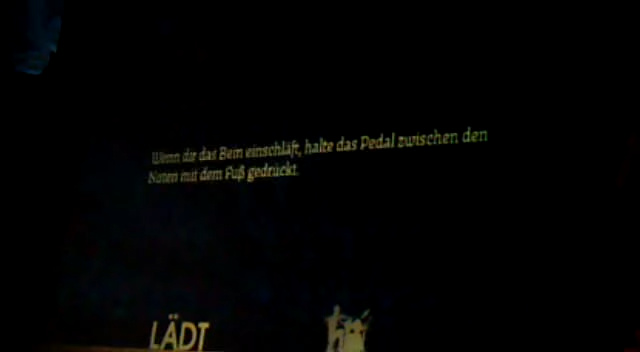 Wenn dir das Bein einschläft, halte das Pedal zwischen den
Noten mit dem Fuß gedrückt.
LÄDT